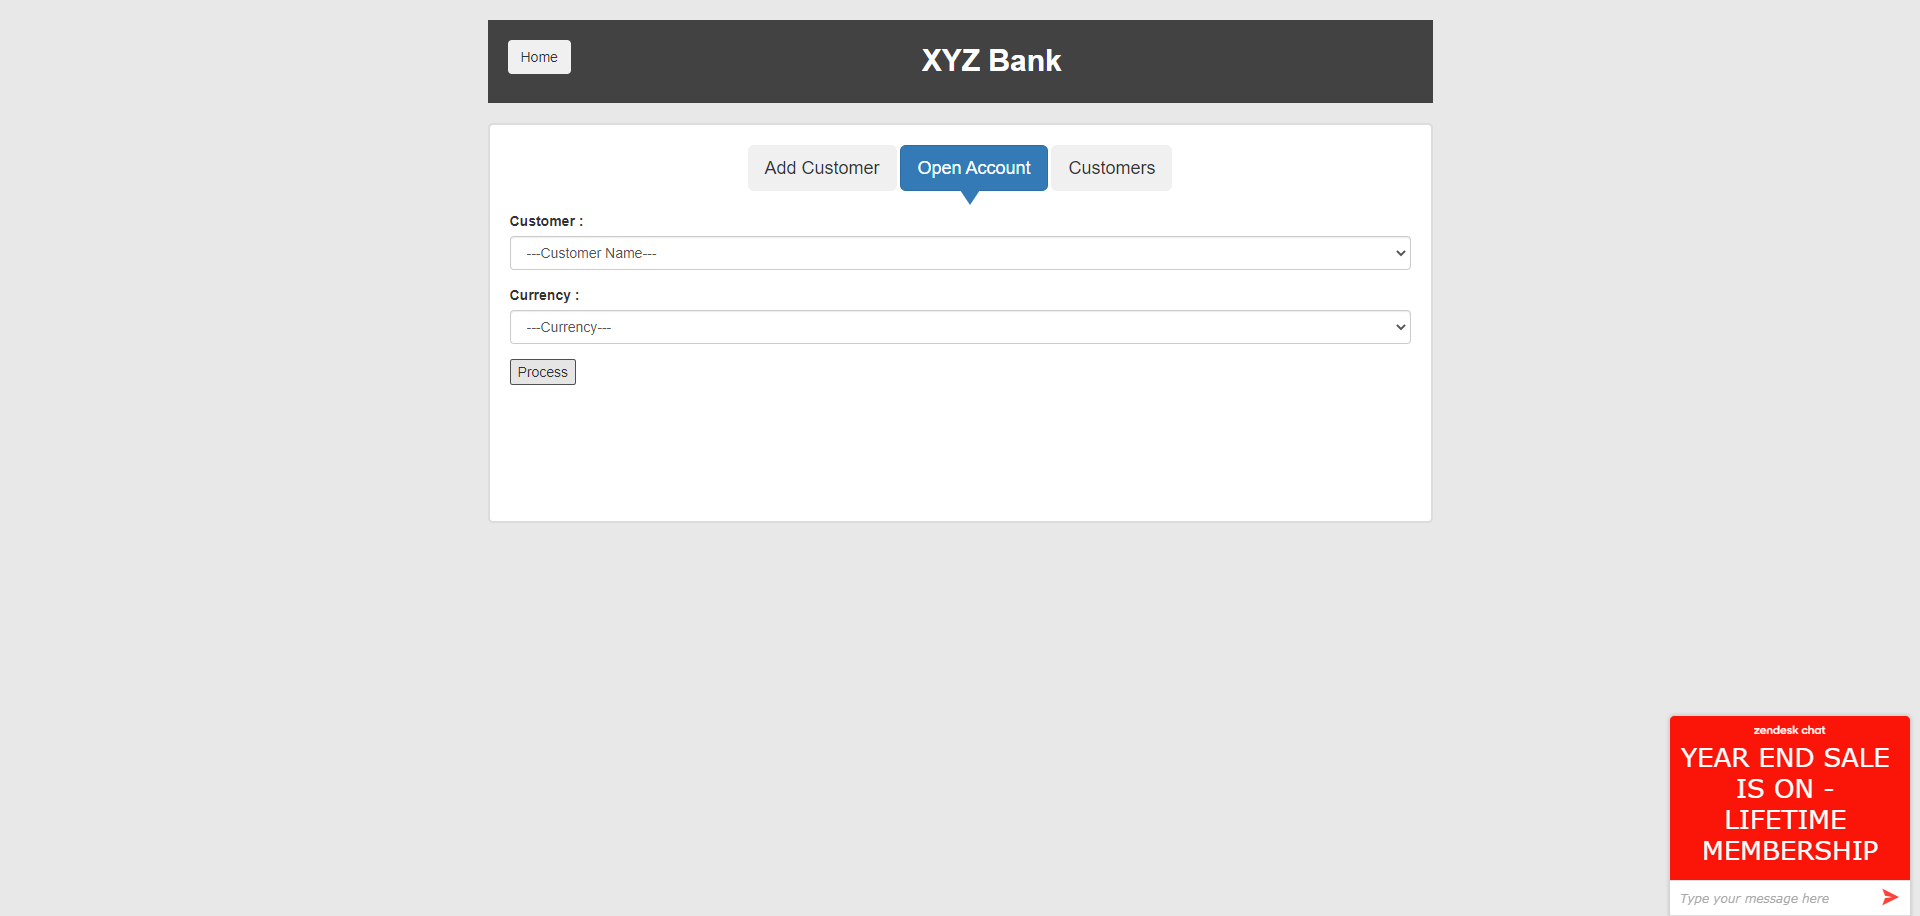 Home
XYZ Bank
Add Customer
Open Account
Customers
Customer :
---Customer Name---
Currency :
---Currency---
Process
zendesk chat
YEAR END SALE
IS ON -
LIFETIME
MEMBERSHIP
Type your message here